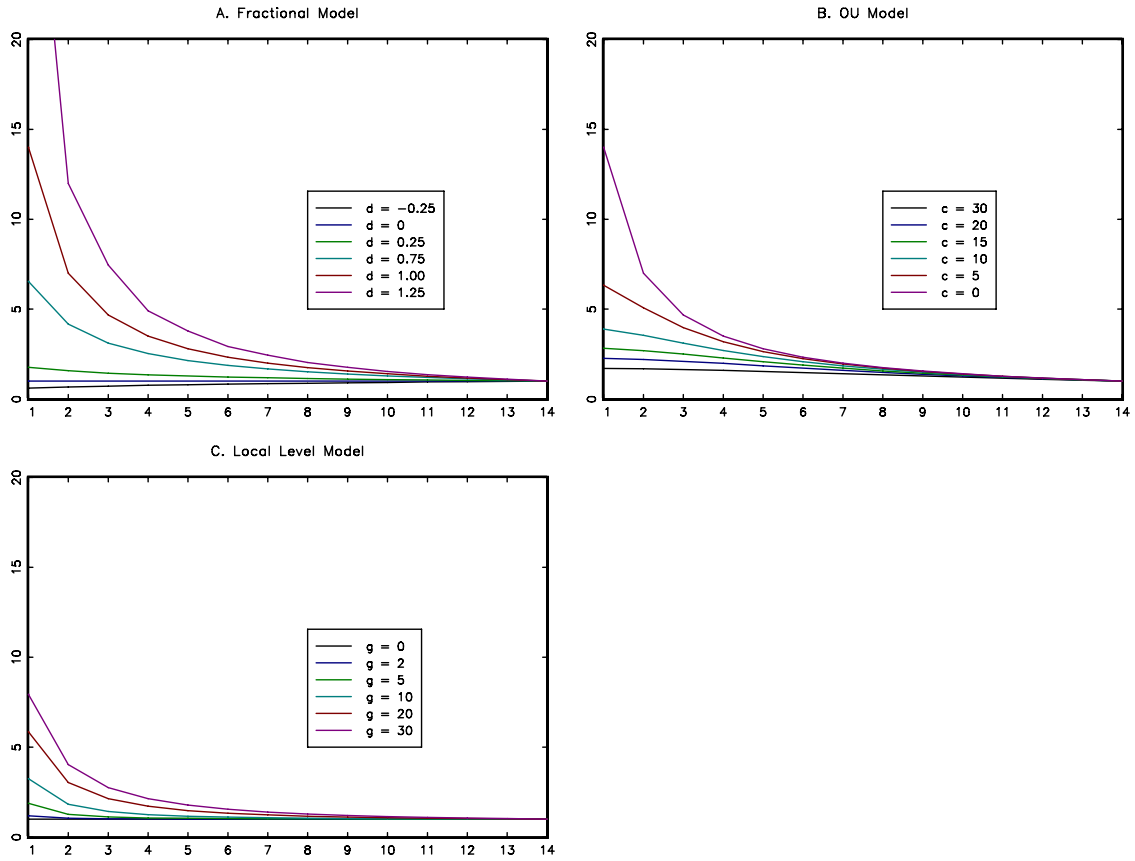 A. Fractional Model
20
15
10
5
0
d = −0.25
d = 0
d = 0.25
d = 0.75
d = 1.00
d = 1.25
1 2 3 4 5 6 7 8 9 10 11 12 13 14
B. OU Model
20
15
10
5
0
c = 30
c = 20
c = 15
c = 10
c = 5
c = 0
1 2 3 4 5 6 7 8 9 10 11 12 13 14
C. Local Level Model
20
15
10
5
0
g = 0
g = 2
g = 5
g = 10
g = 20
g = 30
1 2 3 4 5 6 7 8 9 10 11 12 13 14